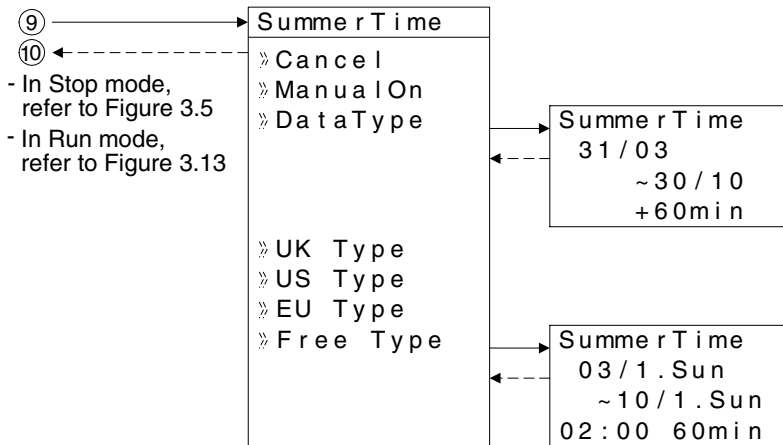 ⑨
⑩
- In Stop mode,
refer to Figure 3.5
- In Run mode,
refer to Figure 3.13
SummerTime
»Cancel
»ManualOn
»DataType
»UK Type
»US Type
»EU Type
»Free Type
SummerTime
31/03
~30/10
+60min
SummerTime
03/1.Sun
~10/1.Sun
02:00 60min